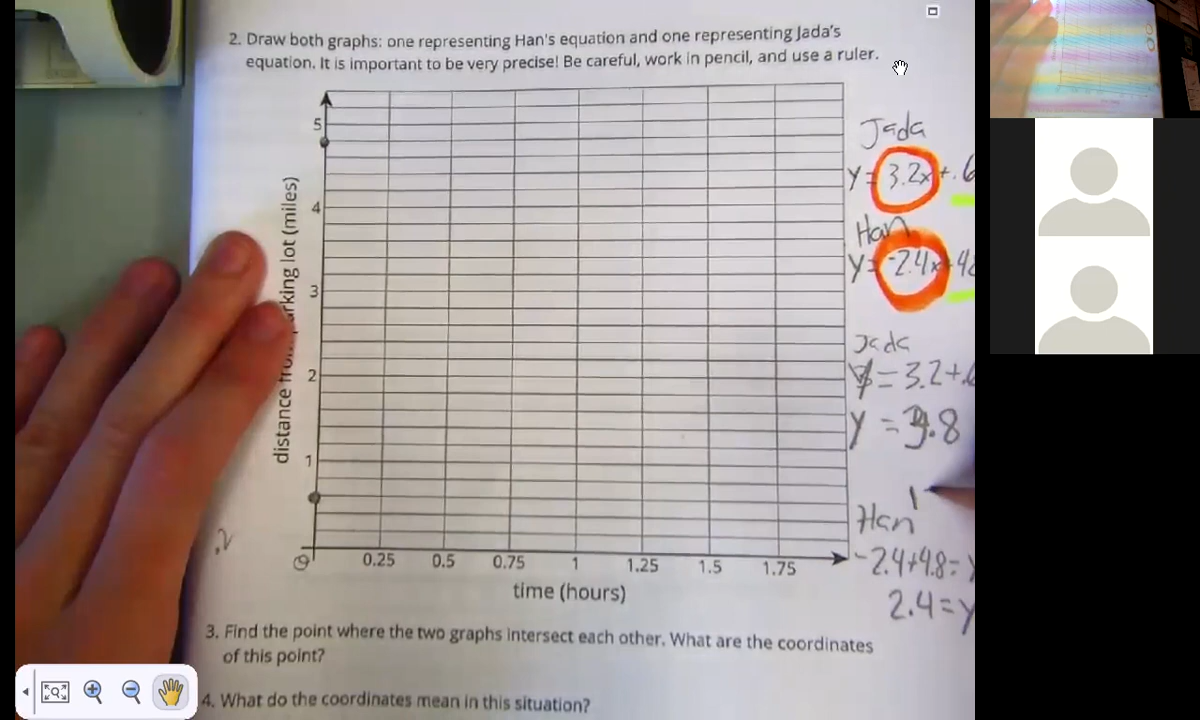 2. Draw both graphs: one representing Han's equation and one representing Jada's
equation. It is important to be very precise! Be careful, work in pencil, and use a ruler.
5
4
3
2
1
distance parking lot (miles)
0
0.25 0.5 0.75 1 1.25 1.5 1.75
time (hours)
.2
Jada
y = 3.2x + .6
Han
y = -2.4x + 4.8
Jada
y = 3.2 + .6
y = 3.8
Han
-2.4 + 4.8 = y
2.4 = y
3. Find the point where the two graphs intersect each other. What are the coordinates
of this point?
4. What do the coordinates mean in this situation?